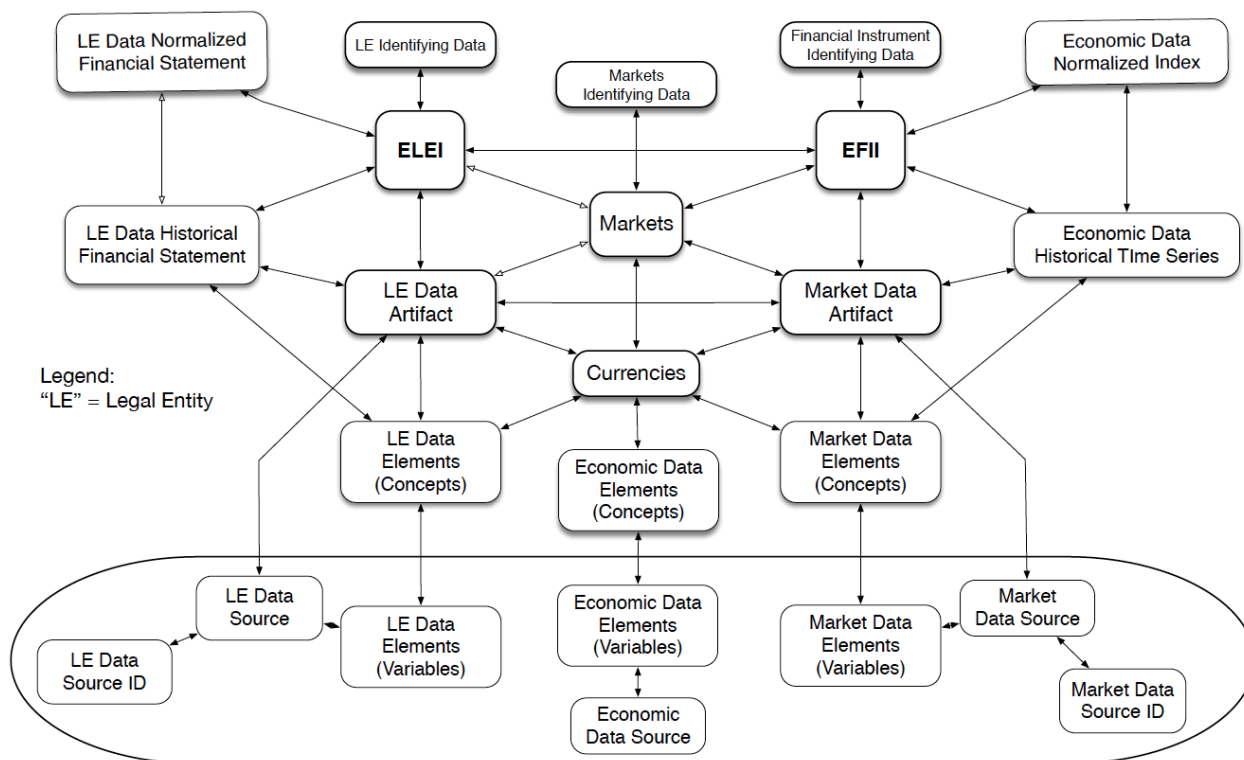 LE Data Normalized
Financial Statement
LE Identifying Data
Markets
Identifying Data
Financial Instrument
Identifying Data
Economic Data
Normalized Index
ELEI
EFII
LE Data Historical
Financial Statement
Markets
Economic Data
Historical TIme Series
LE Data
Artifact
Market Data
Artifact
Currencies
Legend:
“LE” = Legal Entity
LE Data
Elements
(Concepts)
Economic Data
Elements
(Concepts)
Market Data
Elements
(Concepts)
LE Data
Source
LE Data
Elements
(Variables)
Economic Data
Elements
(Variables)
Market Data
Elements
(Variables)
Market
Data Source
LE Data
Source ID
Economic
Data Source
Market Data
Source ID